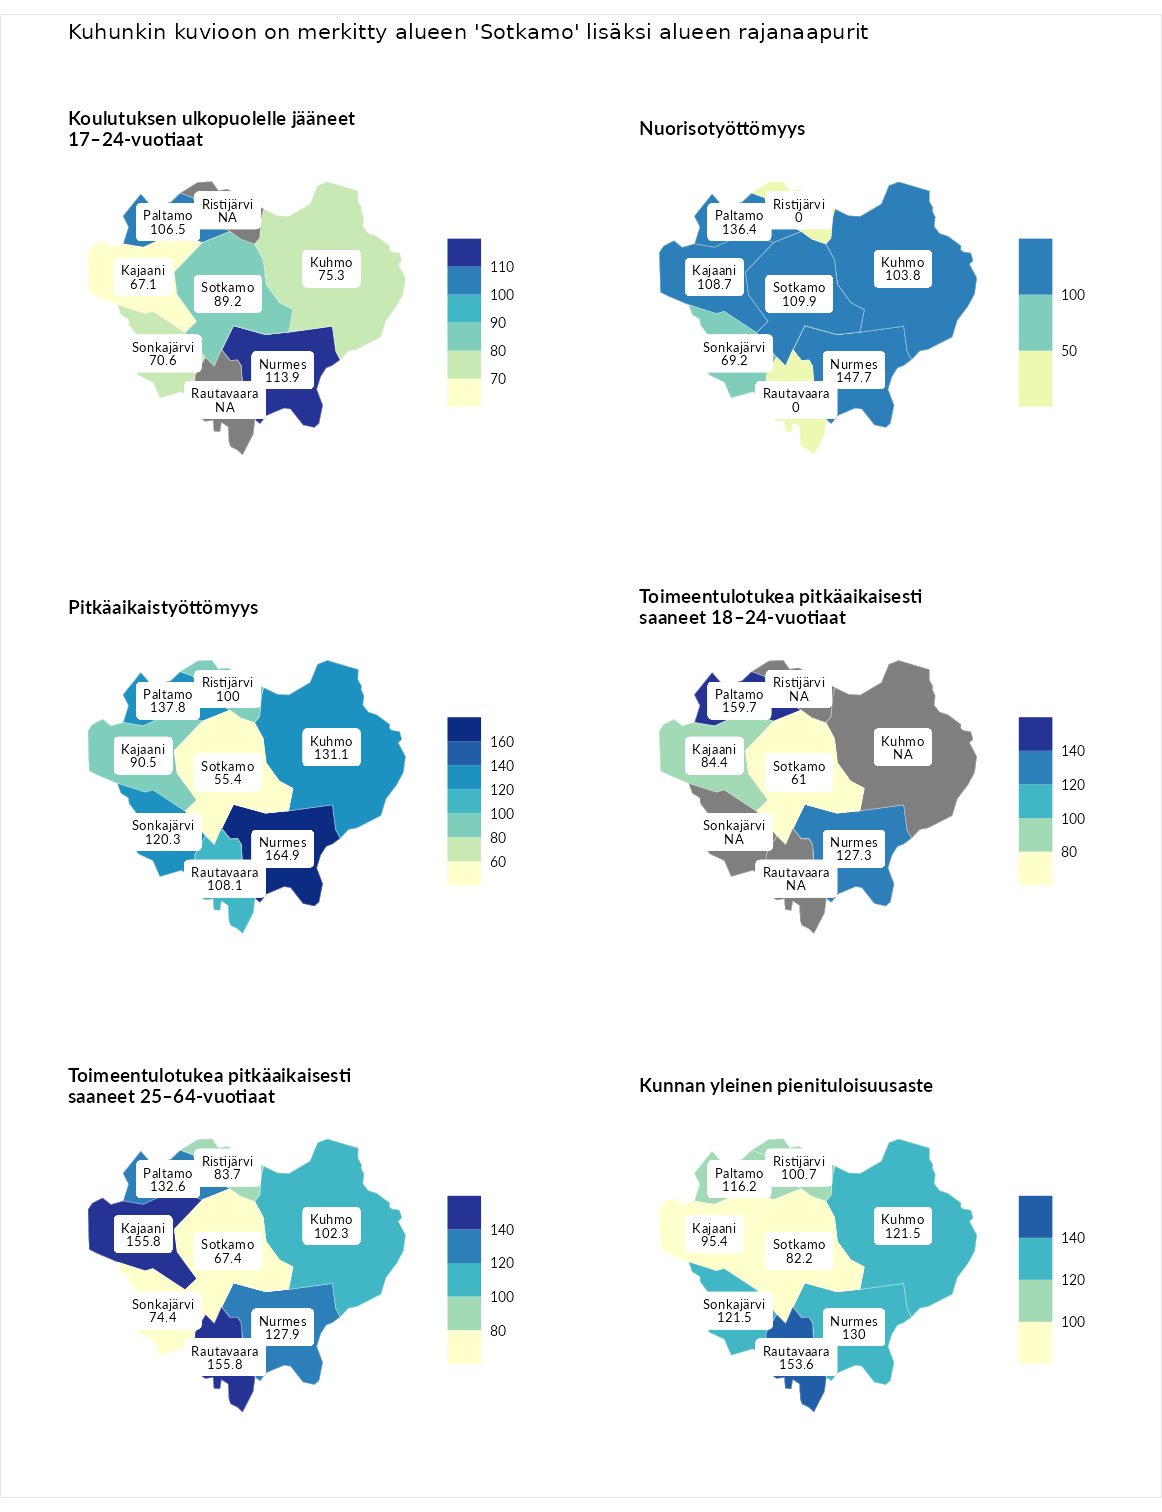 Kuhunkin kuvioon on merkitty alueen 'Sotkamo' lisäksi alueen rajanaapurit
Koulutuksen ulkopuolelle jääneet
17–24-vuotiaat
Ristijärvi
NA
Paltamo
106.5
Kajaani
67.1
Kuhmo
75.3
Sotkamo
89.2
Sonkajärvi
70.6
Nurmes
113.9
Rautavaara
NA
110
100
90
80
70
Nuorisotyöttömyys
Ristijärvi
0
Paltamo
136.4
Kajaani
108.7
Kuhmo
103.8
Sotkamo
109.9
Sonkajärvi
69.2
Nurmes
147.7
Rautavaara
0
100
50
Pitkäaikaistyöttömyys
Ristijärvi
100
Paltamo
137.8
Kajaani
90.5
Kuhmo
131.1
Sotkamo
55.4
Sonkajärvi
120.3
Nurmes
164.9
Rautavaara
108.1
160
140
120
100
80
60
Toimeentulotukea pitkäaikaisesti
saaneet 18–24-vuotiaat
Ristijärvi
NA
Paltamo
159.7
Kajaani
84.4
Kuhmo
NA
Sotkamo
61
Sonkajärvi
NA
Nurmes
127.3
Rautavaara
NA
140
120
100
80
Toimeentulotukea pitkäaikaisesti
saaneet 25–64-vuotiaat
Ristijärvi
83.7
Paltamo
132.6
Kajaani
155.8
Kuhmo
102.3
Sotkamo
67.4
Sonkajärvi
74.4
Nurmes
127.9
Rautavaara
155.8
140
120
100
80
Kunnan yleinen pienituloisuusaste
Ristijärvi
100.7
Paltamo
116.2
Kajaani
95.4
Kuhmo
121.5
Sotkamo
82.2
Sonkajärvi
121.5
Nurmes
130
Rautavaara
153.6
140
120
100